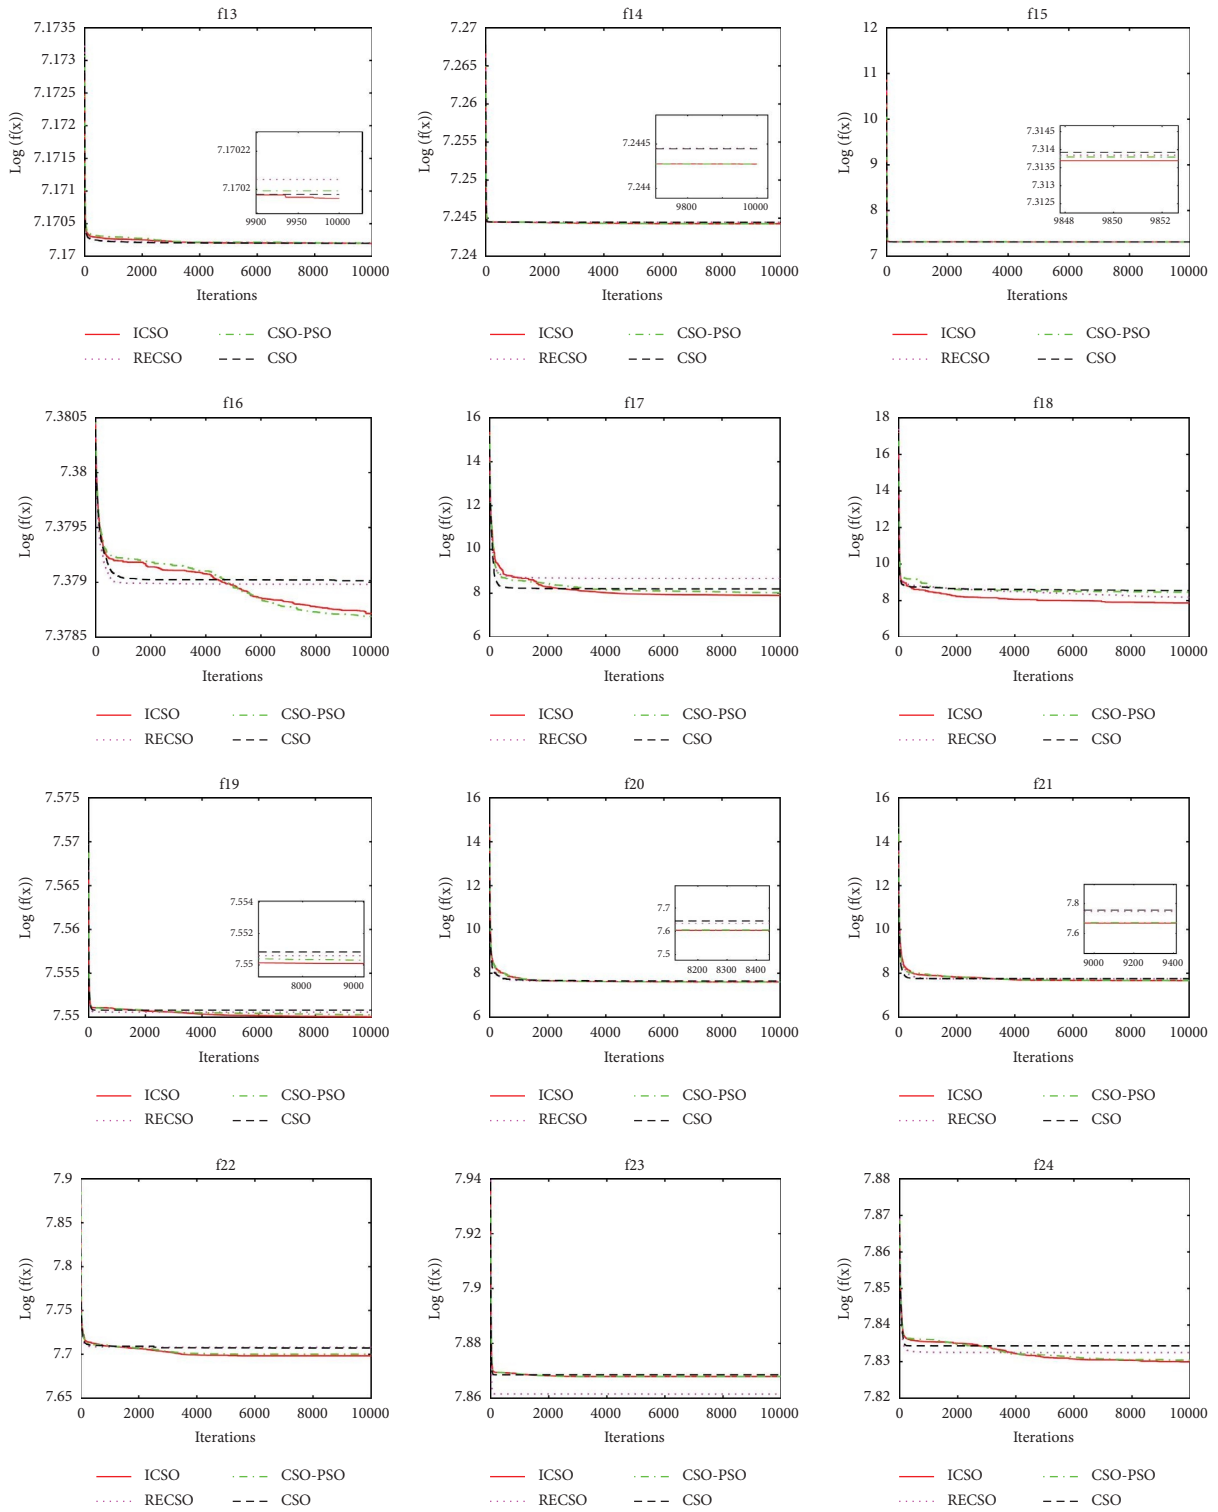 f13
7.1735
7.173
7.1725
7.172
7.1715
7.171
7.1705
7.17
Log (f(x))
7.17022
7.1702
9900 9950 10000
0 2000 4000 6000 8000 10000
Iterations
ICSO CSO-PSO
RECSO CSO
f14
7.27
7.265
7.26
7.255
7.25
7.245
7.24
Log (f(x))
7.2445
7.244
9800 10000
0 2000 4000 6000 8000 10000
Iterations
ICSO CSO-PSO
RECSO CSO
f15
12
11
10
9
8
7
Log (f(x))
7.3145
7.314
7.3135
7.313
7.3125
9848 9850 9852
0 2000 4000 6000 8000 10000
Iterations
ICSO CSO-PSO
RECSO CSO
f16
7.3805
7.38
7.3795
7.379
7.3785
Log (f(x))
0 2000 4000 6000 8000 10000
Iterations
ICSO CSO-PSO
RECSO CSO
f17
16
14
12
10
8
6
Log (f(x))
0 2000 4000 6000 8000 10000
Iterations
ICSO CSO-PSO
RECSO CSO
f18
18
16
14
12
10
8
6
Log (f(x))
0 2000 4000 6000 8000 10000
Iterations
ICSO CSO-PSO
RECSO CSO
f19
7.575
7.57
7.565
7.56
7.555
7.55
Log (f(x))
7.554
7.552
7.55
8000 9000
0 2000 4000 6000 8000 10000
Iterations
ICSO CSO-PSO
RECSO CSO
f20
16
14
12
10
8
6
Log (f(x))
7.7
7.6
7.5
8200 8300 8400
0 2000 4000 6000 8000 10000
Iterations
ICSO CSO-PSO
RECSO CSO
f21
16
14
12
10
8
6
Log (f(x))
7.8
7.6
9000 9200 9400
0 2000 4000 6000 8000 10000
Iterations
ICSO CSO-PSO
RECSO CSO
f22
7.9
7.85
7.8
7.75
7.7
7.65
Log (f(x))
0 2000 4000 6000 8000 10000
Iterations
ICSO CSO-PSO
RECSO CSO
f23
7.94
7.92
7.9
7.88
7.86
Log (f(x))
0 2000 4000 6000 8000 10000
Iterations
ICSO CSO-PSO
RECSO CSO
f24
7.88
7.87
7.86
7.85
7.84
7.83
7.82
Log (f(x))
0 2000 4000 6000 8000 10000
Iterations
ICSO CSO-PSO
RECSO CSO